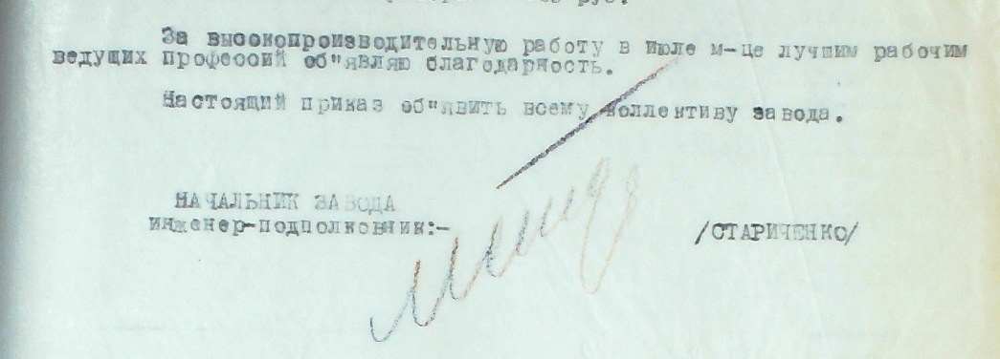 руб.
За высокопроизводительную работу в июле м-це лучшим рабочим
ведущих профессий об"являю благодарность.
Настоящий приказ об"явить всему коллективу завода.
НАЧАЛЬНИК ЗАВОДА
инженер-подполковник:-
/СТАРИЧЕНКО/